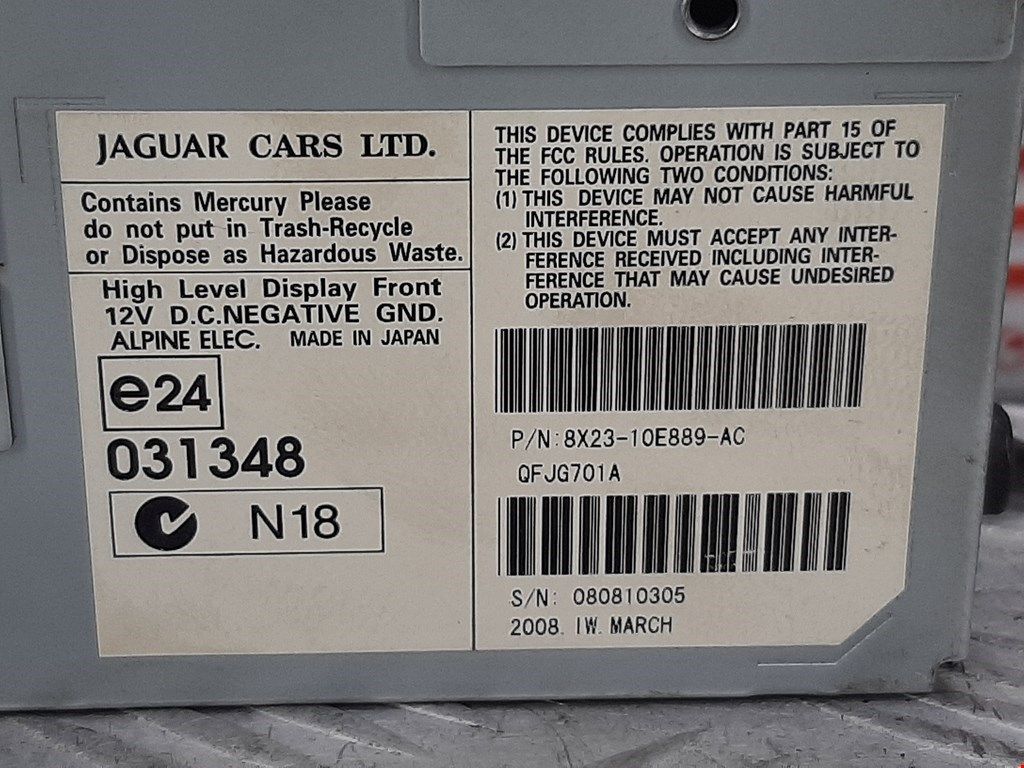 JAGUAR CARS LTD.
Contains Mercury Please
do not put in Trash-Recycle
or Dispose as Hazardous Waste.
High Level Display Front
12V D.C.NEGATIVE GND.
ALPINE ELEC. MADE IN JAPAN
e24
031348
N18
THIS DEVICE COMPLIES WITH PART 15 OF
THE FCC RULES. OPERATION IS SUBJECT TO
THE FOLLOWING TWO CONDITIONS:
(1) THIS DEVICE MAY NOT CAUSE HARMFUL
INTERFERENCE.
(2) THIS DEVICE MUST ACCEPT ANY INTER-
FERENCE RECEIVED INCLUDING INTER-
FERENCE THAT MAY CAUSE UNDESIRED
OPERATION.
P/N:8X23-10E889-AC
QFJG701A
S/N: 080810305
2008. 1W. MARCH